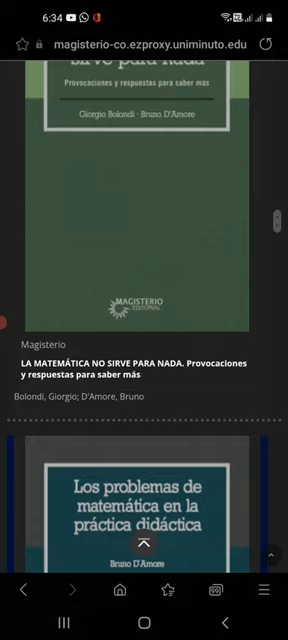 6:34
magisterio-co.ezproxy.uniminuto.edu
sirve para nada
Provocaciones y respuestas para saber más
Giorgio Bolondi · Bruno D'Amore
MAGISTERIO
EDITORIAL
Magisterio
LA MATEMÁTICA NO SIRVE PARA NADA. Provocaciones
y respuestas para saber más
Bolondi, Giorgio; D'Amore, Bruno
Los problemas de
matemática en la
práctica didáctica
Bruno D'Amore